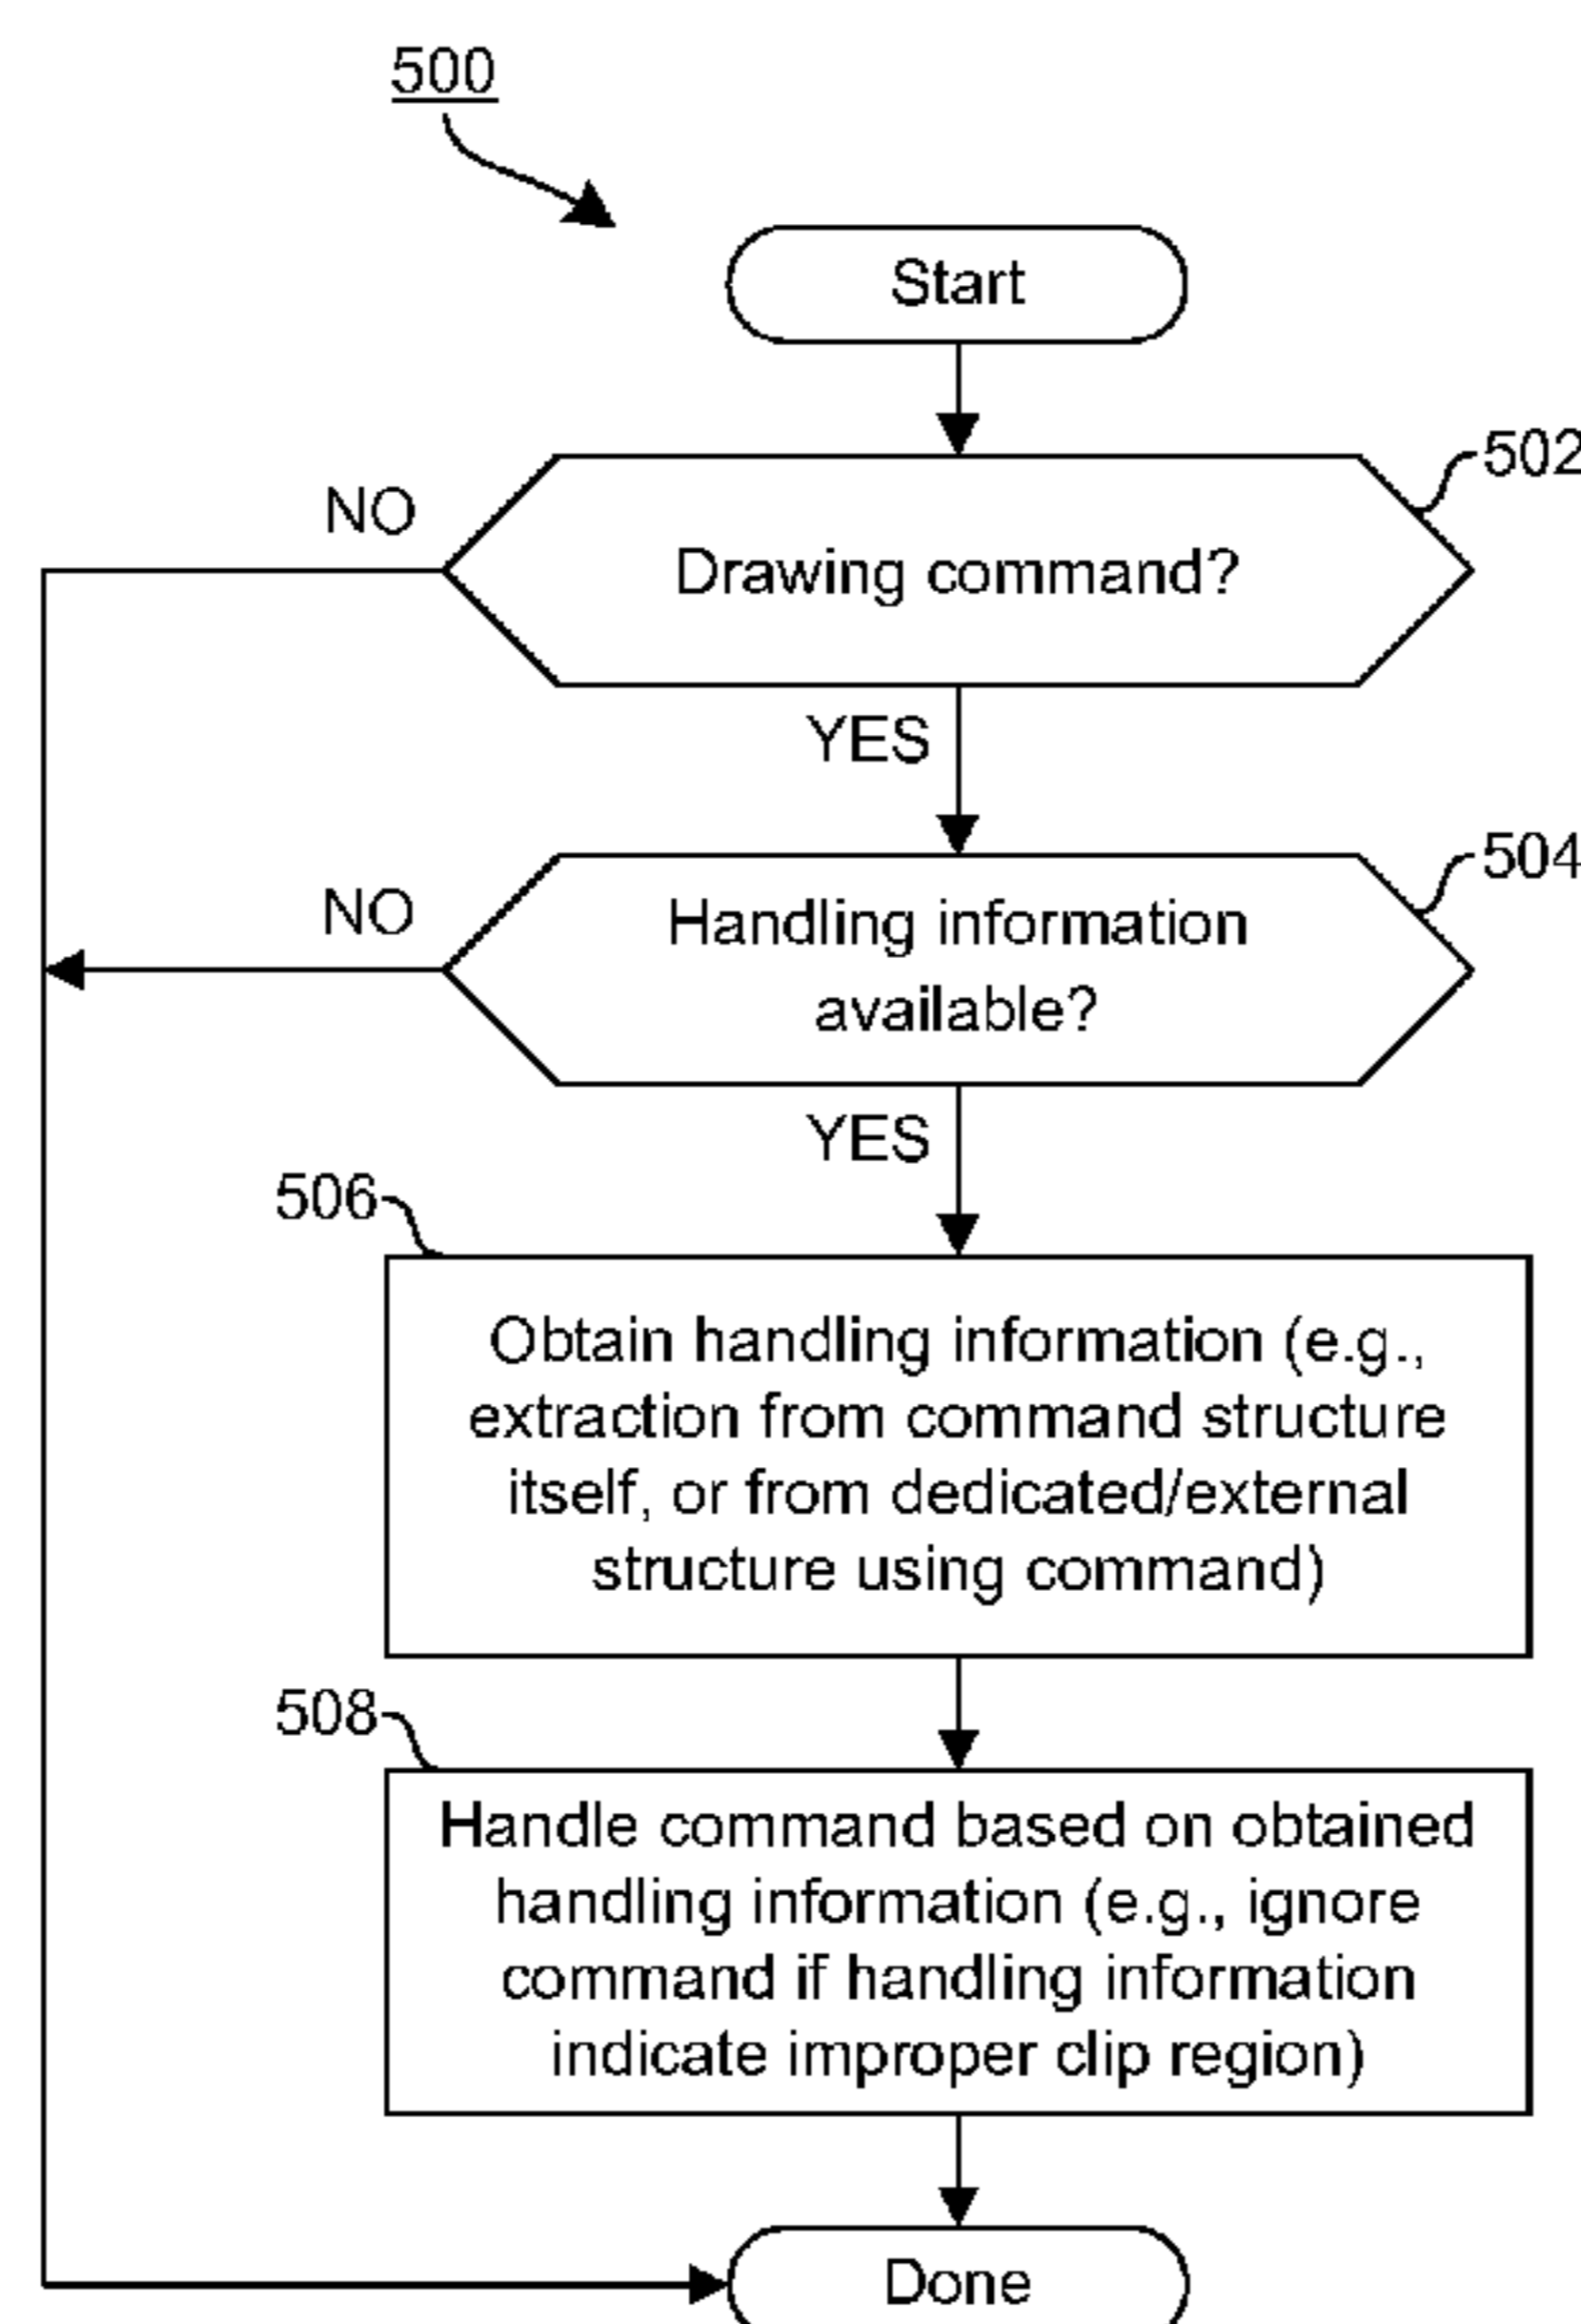 500
Start
502
NO
Drawing command?
YES
504
NO
Handling information
available?
YES
506
Obtain handling information (e.g.,
extraction from command structure
itself, or from dedicated/external
structure using command)
508
Handle command based on obtained
handling information (e.g., ignore
command if handling information
indicate improper clip region)
Done